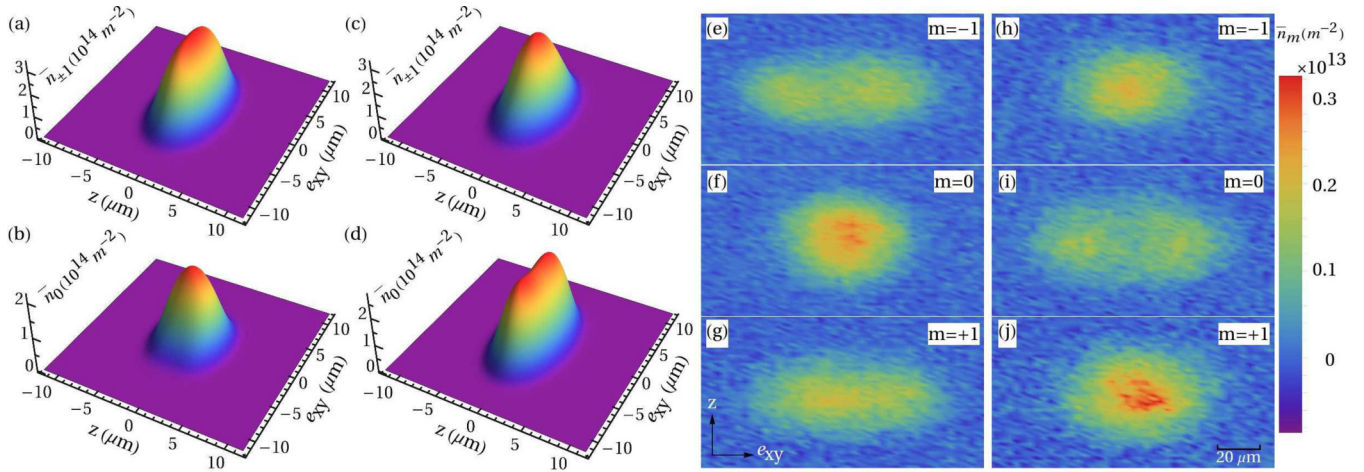 (a)
n̄±1(10^14 m^−2)
3
2
1
0
−10
−5
0
5
10
z (μm)
−10
−5
0
5
10
e_xy (μm)
(c)
n̄±1(10^14 m^−2)
3
2
1
0
−10
−5
0
5
10
z (μm)
−10
−5
0
5
10
e_xy (μm)
(b)
n̄0(10^14 m^−2)
2
1
0
−10
−5
0
5
10
z (μm)
−10
−5
0
5
10
e_xy (μm)
(d)
n̄0(10^14 m^−2)
2
1
0
−10
−5
0
5
10
z (μm)
−10
−5
0
5
10
e_xy (μm)
(e) m=−1
(h) m=−1
(f) m=0
(i) m=0
(g) m=+1
z
e_xy
(j) m=+1
20 μm
n̄m(m^−2)
×10^13
0.3
0.2
0.1
0